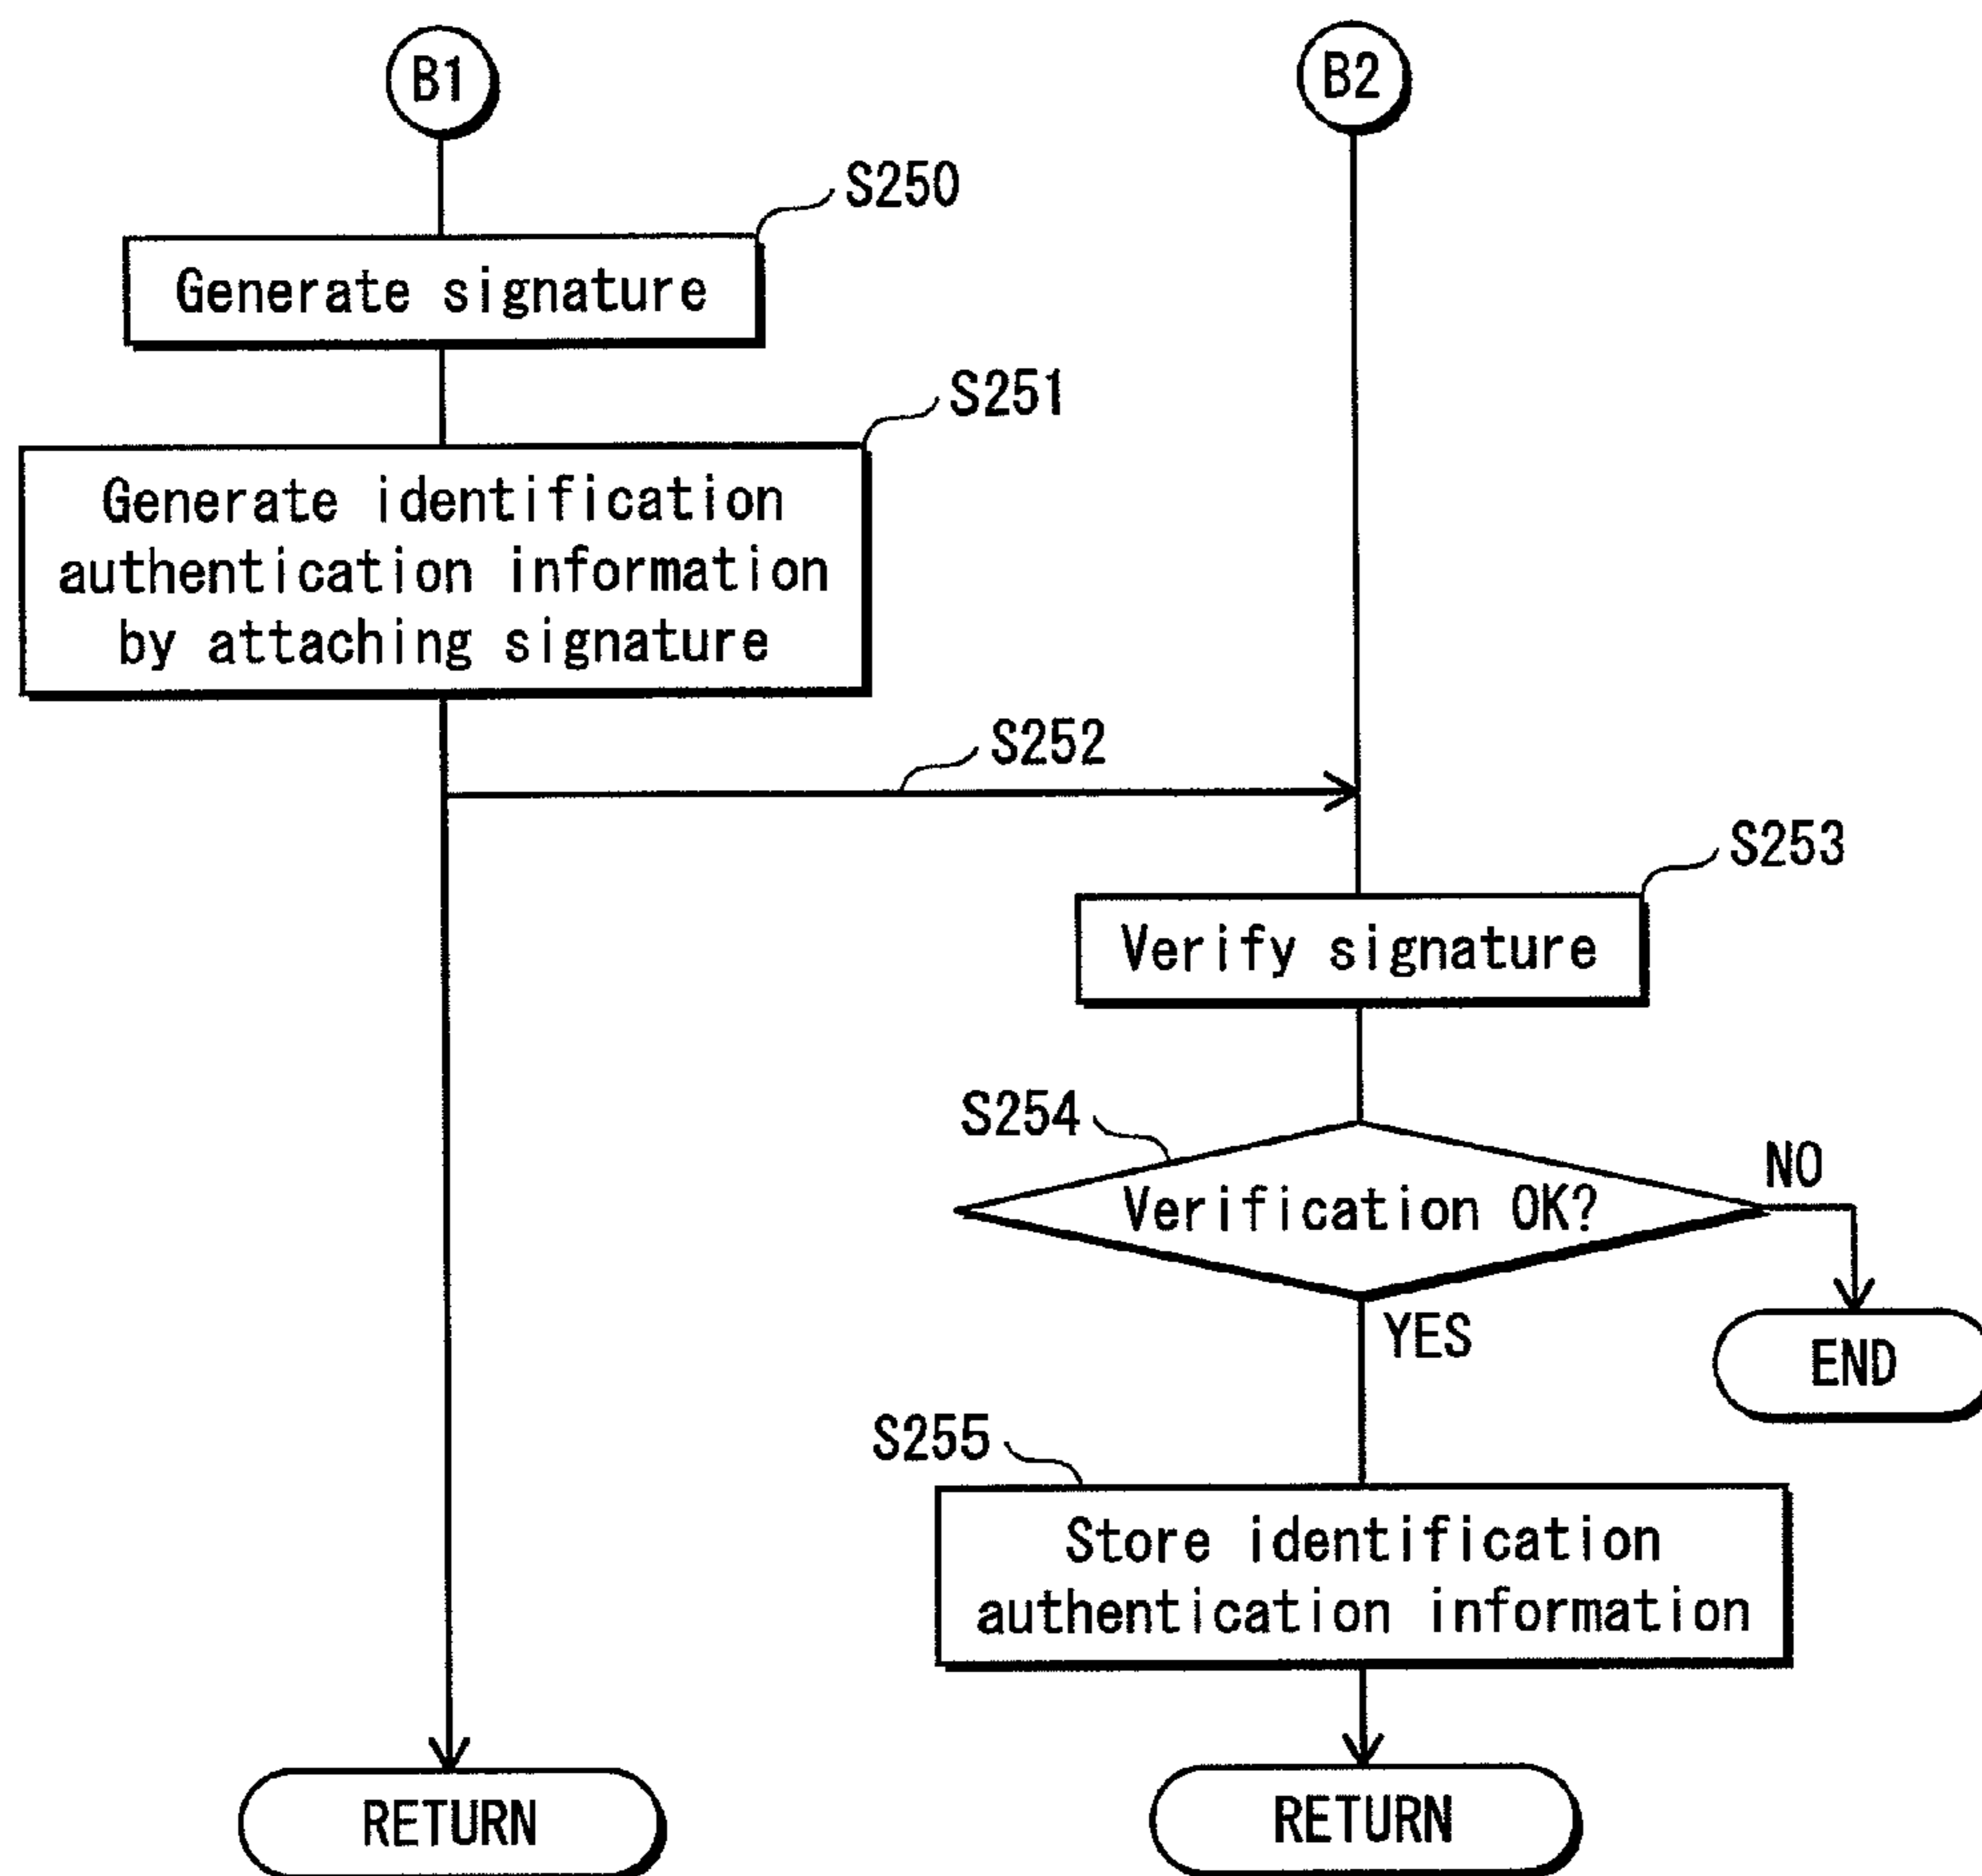 B1
B2
S250
Generate signature
S251
Generate identification
authentication information
by attaching signature
S252
S253
Verify signature
S254
Verification OK?
NO
YES
END
S255
Store identification
authentication information
RETURN
RETURN